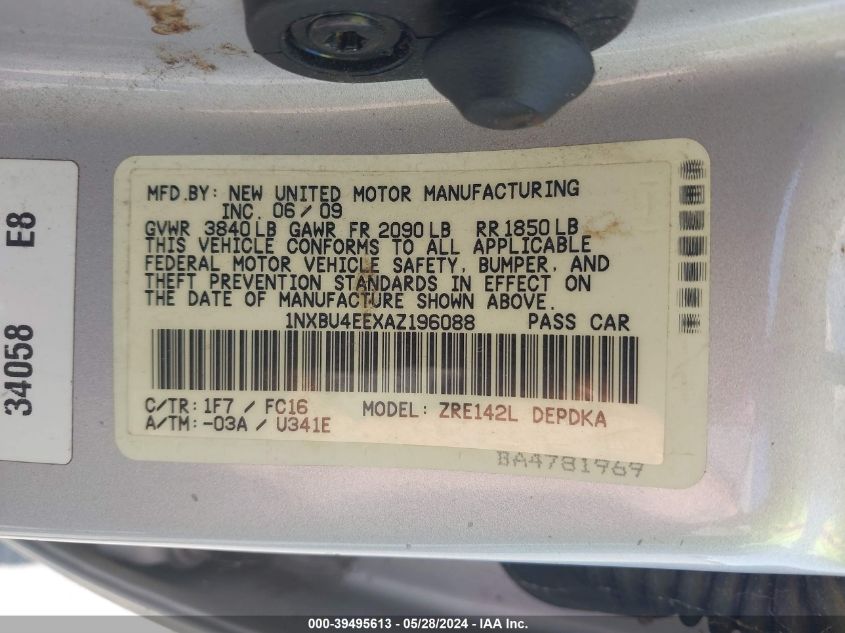 MFD.BY: NEW UNITED MOTOR MANUFACTURING
INC. 06/09
GVWR 3840 LB GAWR FR 2090 LB RR 1850 LB
THIS VEHICLE CONFORMS TO ALL APPLICABLE
FEDERAL MOTOR VEHICLE SAFETY, BUMPER, AND
THEFT PREVENTION STANDARDS IN EFFECT ON
THE DATE OF MANUFACTURE SHOWN ABOVE.
1NXBU4EEXAZ196088 PASS CAR
C/TR: 1F7 / FC16 MODEL: ZRE142L DEPDKA
A/TM: -03A / U341E
BA4781969
34058 E8
000-39495613 - 05/28/2024 - IAA Inc.